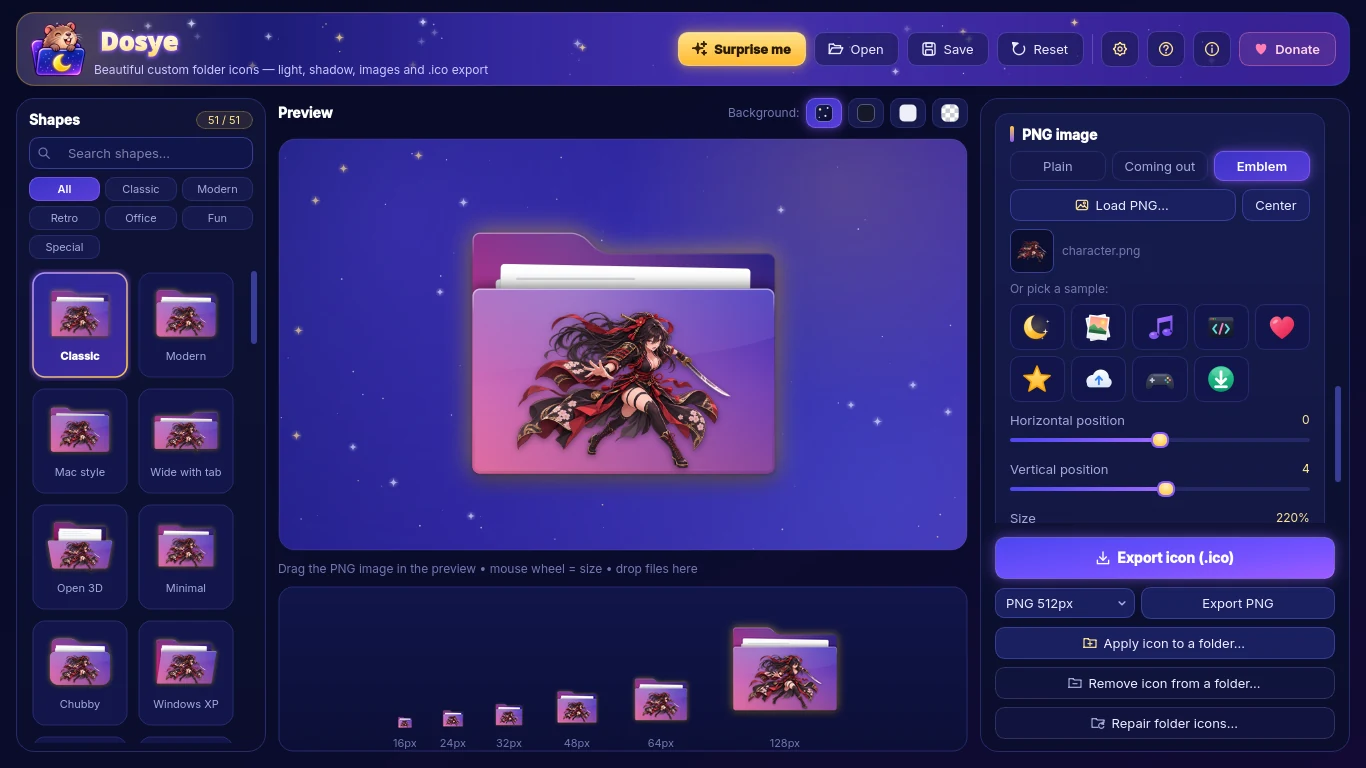 Dosye
Beautiful custom folder icons — light, shadow, images and .ico export
Surprise me
Open
Save
Reset
Donate
Shapes
51 / 51
Search shapes...
All
Classic
Modern
Retro
Office
Fun
Special
Classic
Modern
Mac style
Wide with tab
Open 3D
Minimal
Chubby
Windows XP
Preview
Background:
Drag the PNG image in the preview • mouse wheel = size • drop files here
16px
24px
32px
48px
64px
128px
PNG image
Plain
Coming out
Emblem
Load PNG...
Center
character.png
Or pick a sample:
Horizontal position
0
Vertical position
4
Size
220%
Export icon (.ico)
PNG 512px
Export PNG
Apply icon to a folder...
Remove icon from a folder...
Repair folder icons...